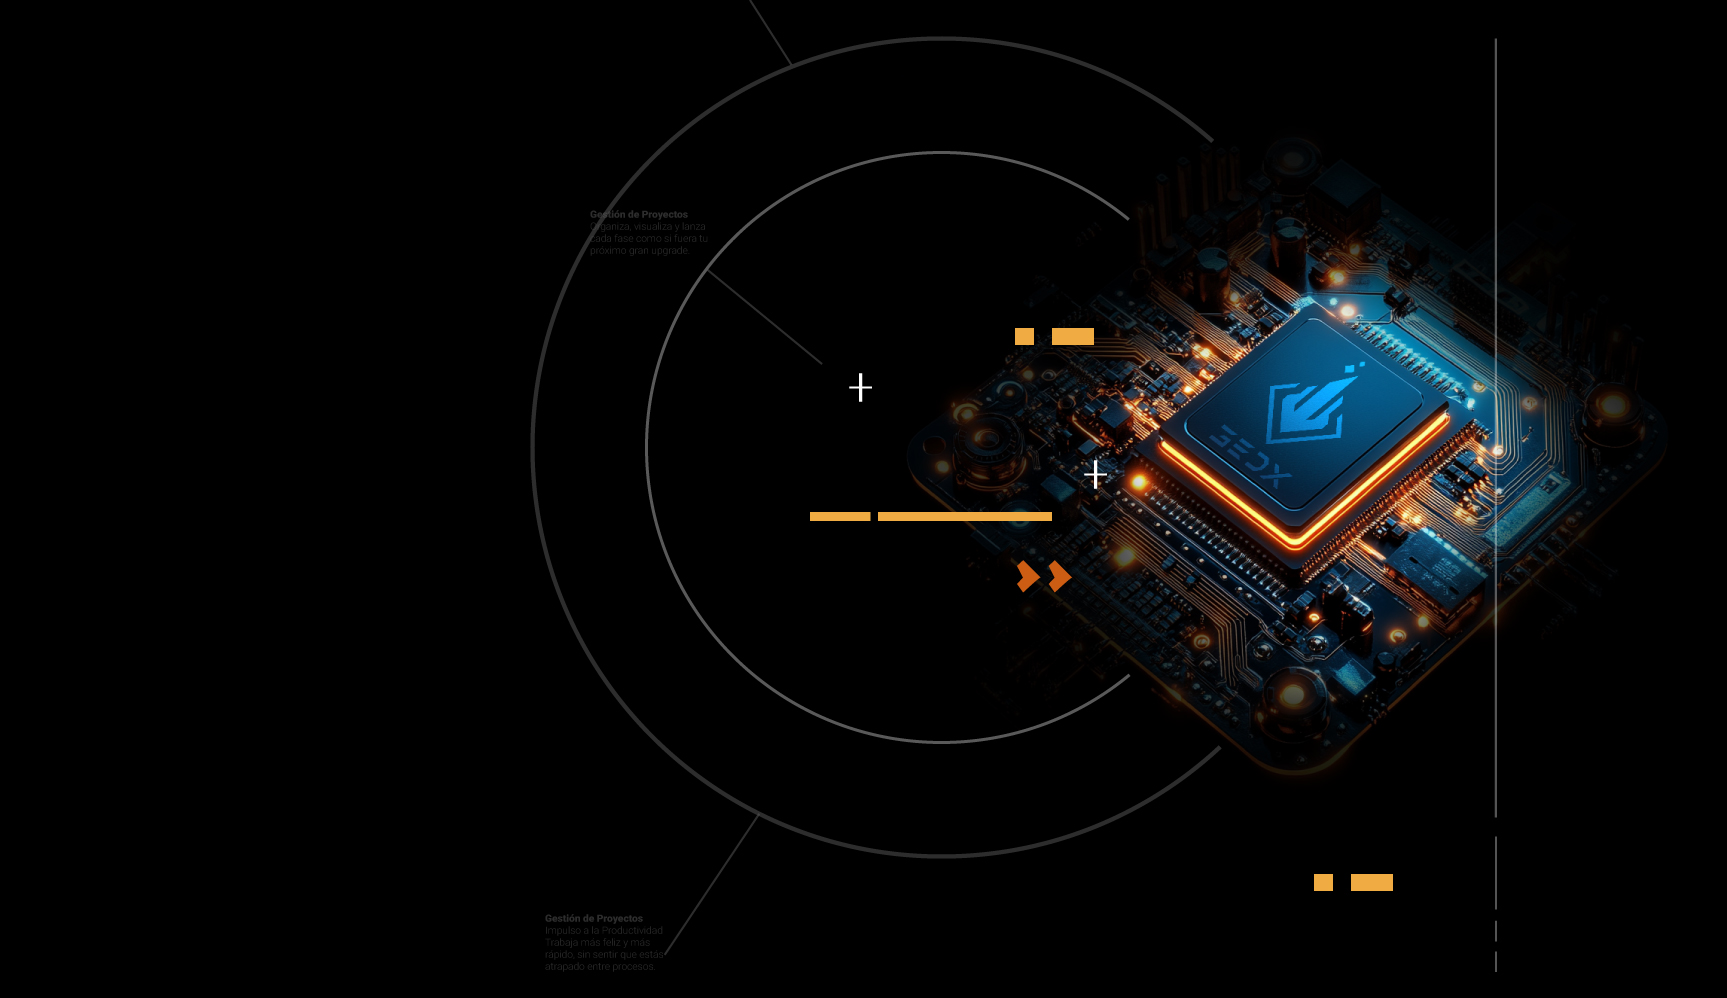 Gestión de Proyectos
Organiza, visualiza y lanza
cada fase como si fuera tu
próximo gran upgrade.
Gestión de Proyectos
Impulso a la Productividad
Trabaja más feliz y más
rápido, sin sentir que estás
atrapado entre procesos.